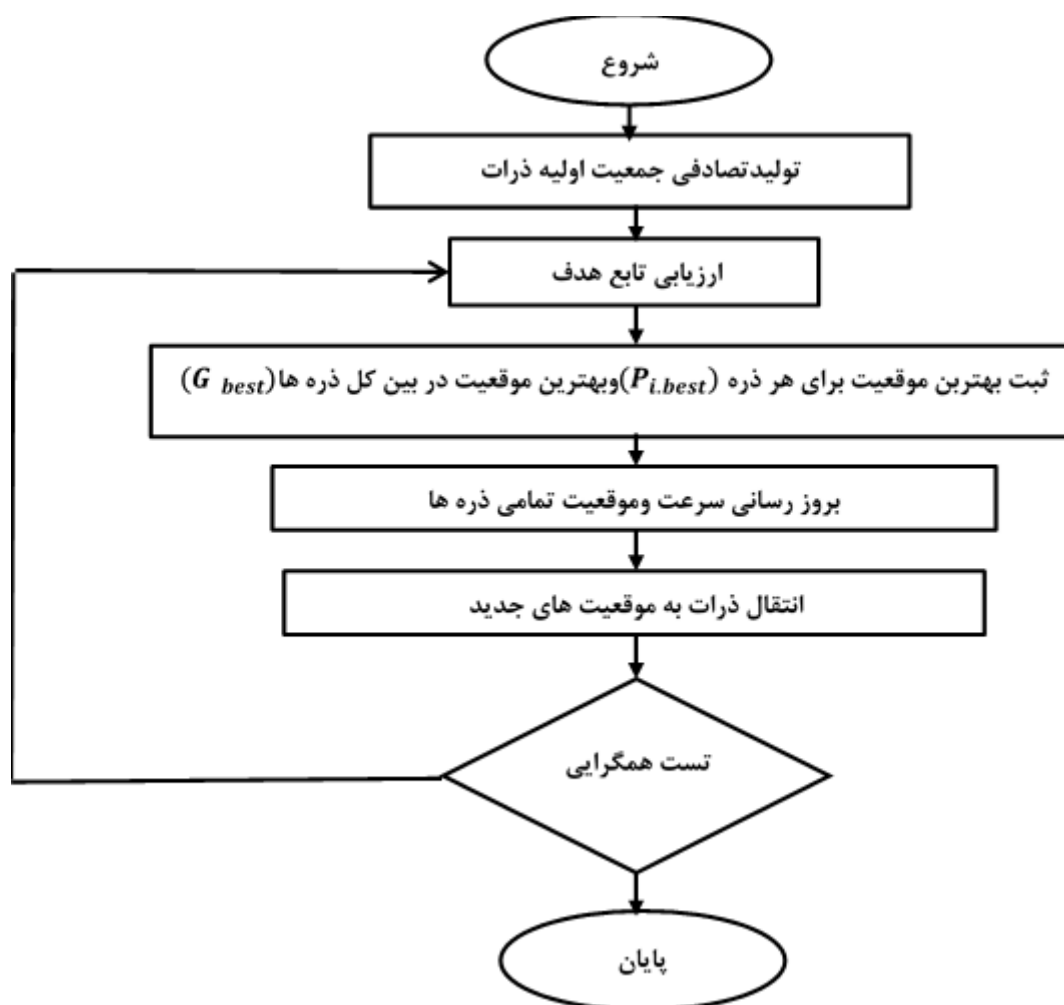 شروع
تولیدتصادفی جمعیت اولیه ذرات
ارزیابی تابع هدف
ثبت بهترین موقعیت برای هر ذره (P i.best)وبهترین موقعیت در بین کل ذره ها(G best)
بروز رسانی سرعت وموقعیت تمامی ذره ها
انتقال ذرات به موقعیت های جدید
تست همگرایی
پایان